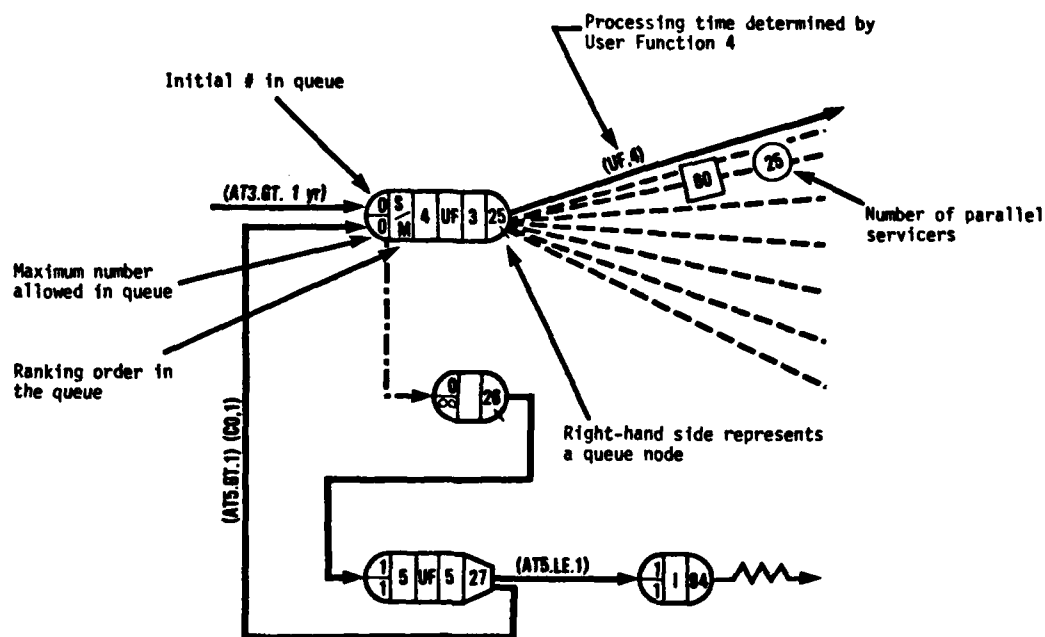 Processing time determined by
User Function 4
Initial # in queue
(UF,4)
60
25
(AT3.GT. 1 yr)
0
0
S
/
M
4
UF
3
25
Number of parallel
servicers
Maximum number
allowed in queue
Ranking order in
the queue
0
∞
26
Right-hand side represents
a queue node
(AT5.GT.1) (CO,1)
1
1
5
UF
5
27
(AT5.LE.1)
1
1
I
84